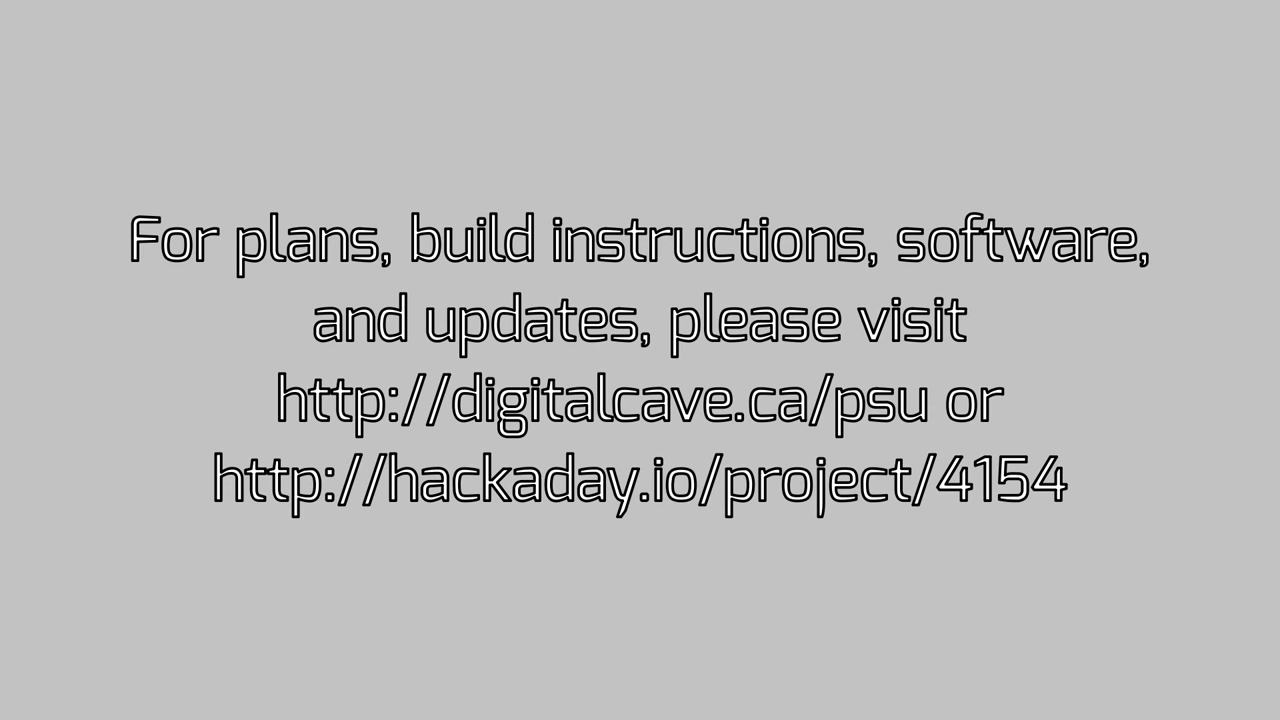 For plans, build instructions, software,
and updates, please visit
http://digitalcave.ca/psu or
http://hackaday.io/project/4154